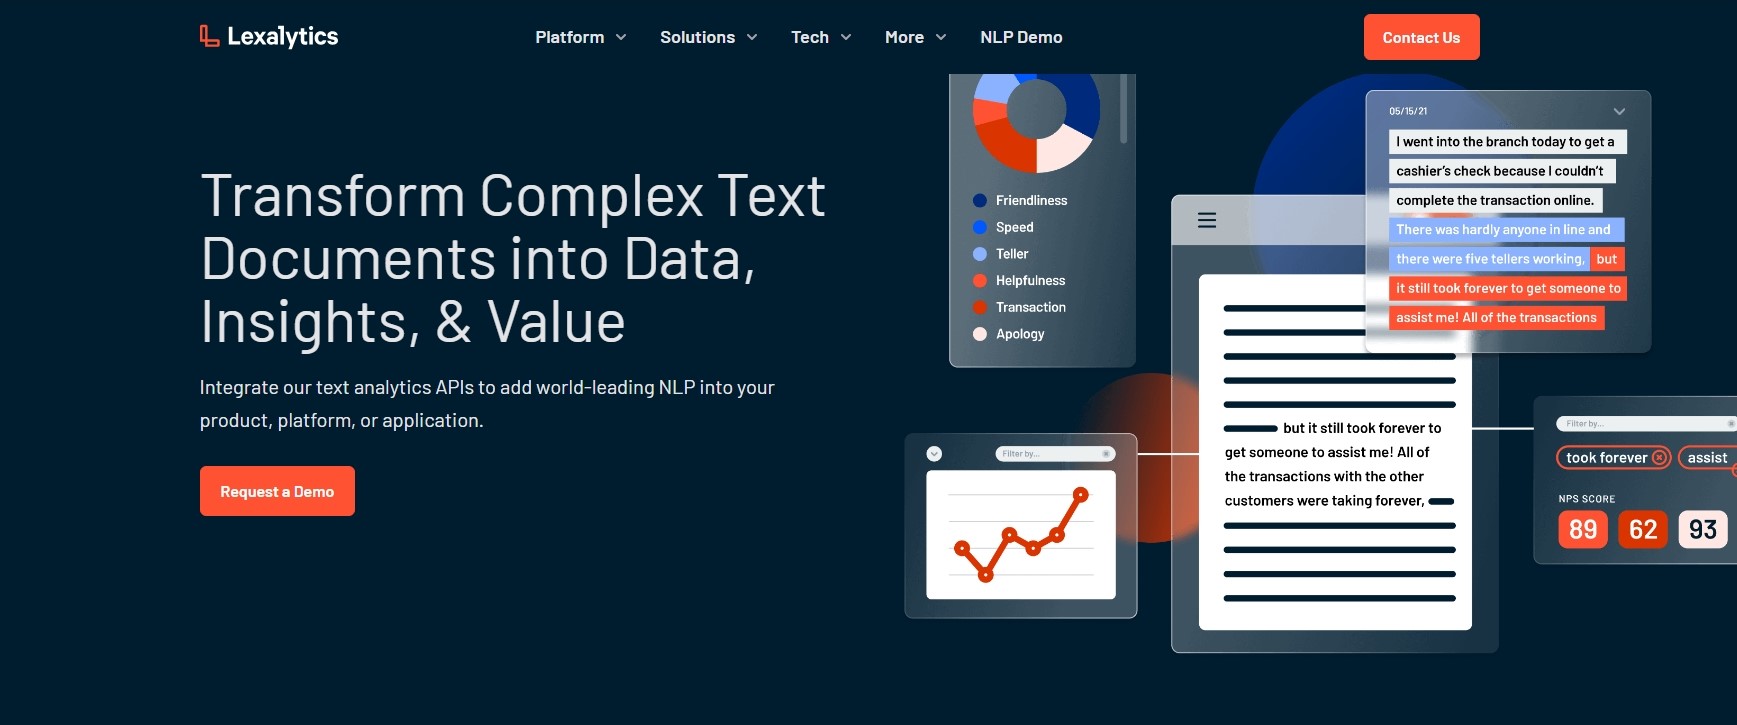 Lexalytics
Platform
Solutions
Tech
More
NLP Demo
Contact Us
Transform Complex Text
Documents into Data,
Insights, & Value
Integrate our text analytics APIs to add world-leading NLP into your
product, platform, or application.
Request a Demo
Friendliness
Speed
Teller
Helpfulness
Transaction
Apology
05/15/21
I went into the branch today to get a
cashier's check because I couldn't
complete the transaction online.
There was hardly anyone in line and
there were five tellers working, but
it still took forever to get someone to
assist me! All of the transactions
but it still took forever to
get someone to assist me! All of
the transactions with the other
customers were taking forever,
Filter by...
Filter by...
took forever
assist
NPS SCORE
89 62 93